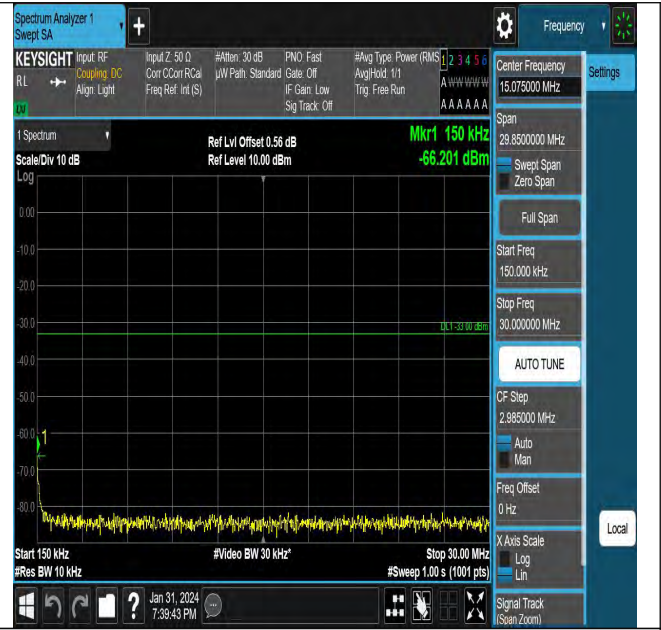 Spectrum Analyzer 1
Swept SA
+
Frequency
KEYSIGHT
RL
Input: RF
Coupling: DC
Align: Light
Input Z: 50 Ω
Corr CCorr RCal
Freq Ref: Int (S)
#Atten: 30 dB
µW Path: Standard
PNO: Fast
Gate: Off
IF Gain: Low
Sig Track: Off
#Avg Type: Power (RMS
Avg|Hold: 1/1
Trig: Free Run
1 2 3 4 5 6
A W W W W W
A A A A A A
Center Frequency
15.075000 MHz
Settings
1 Spectrum
Scale/Div 10 dB
Ref Lvl Offset 0.56 dB
Ref Level 10.00 dBm
Mkr1 150 kHz
-66.201 dBm
Log
0.00
-10.0
-20.0
-30.0
-40.0
-50.0
-60.0
-70.0
-80.0
DL1 -33.00 dBm
1
Start 150 kHz
#Res BW 10 kHz
#Video BW 30 kHz*
Stop 30.00 MHz
#Sweep 1.00 s (1001 pts)
Span
29.8500000 MHz
Swept Span
Zero Span
Full Span
Start Freq
150.000 kHz
Stop Freq
30.000000 MHz
AUTO TUNE
CF Step
2.985000 MHz
Auto
Man
Freq Offset
0 Hz
X Axis Scale
Log
Lin
Local
Signal Track
(Span Zoom)
?
Jan 31, 2024
7:39:43 PM